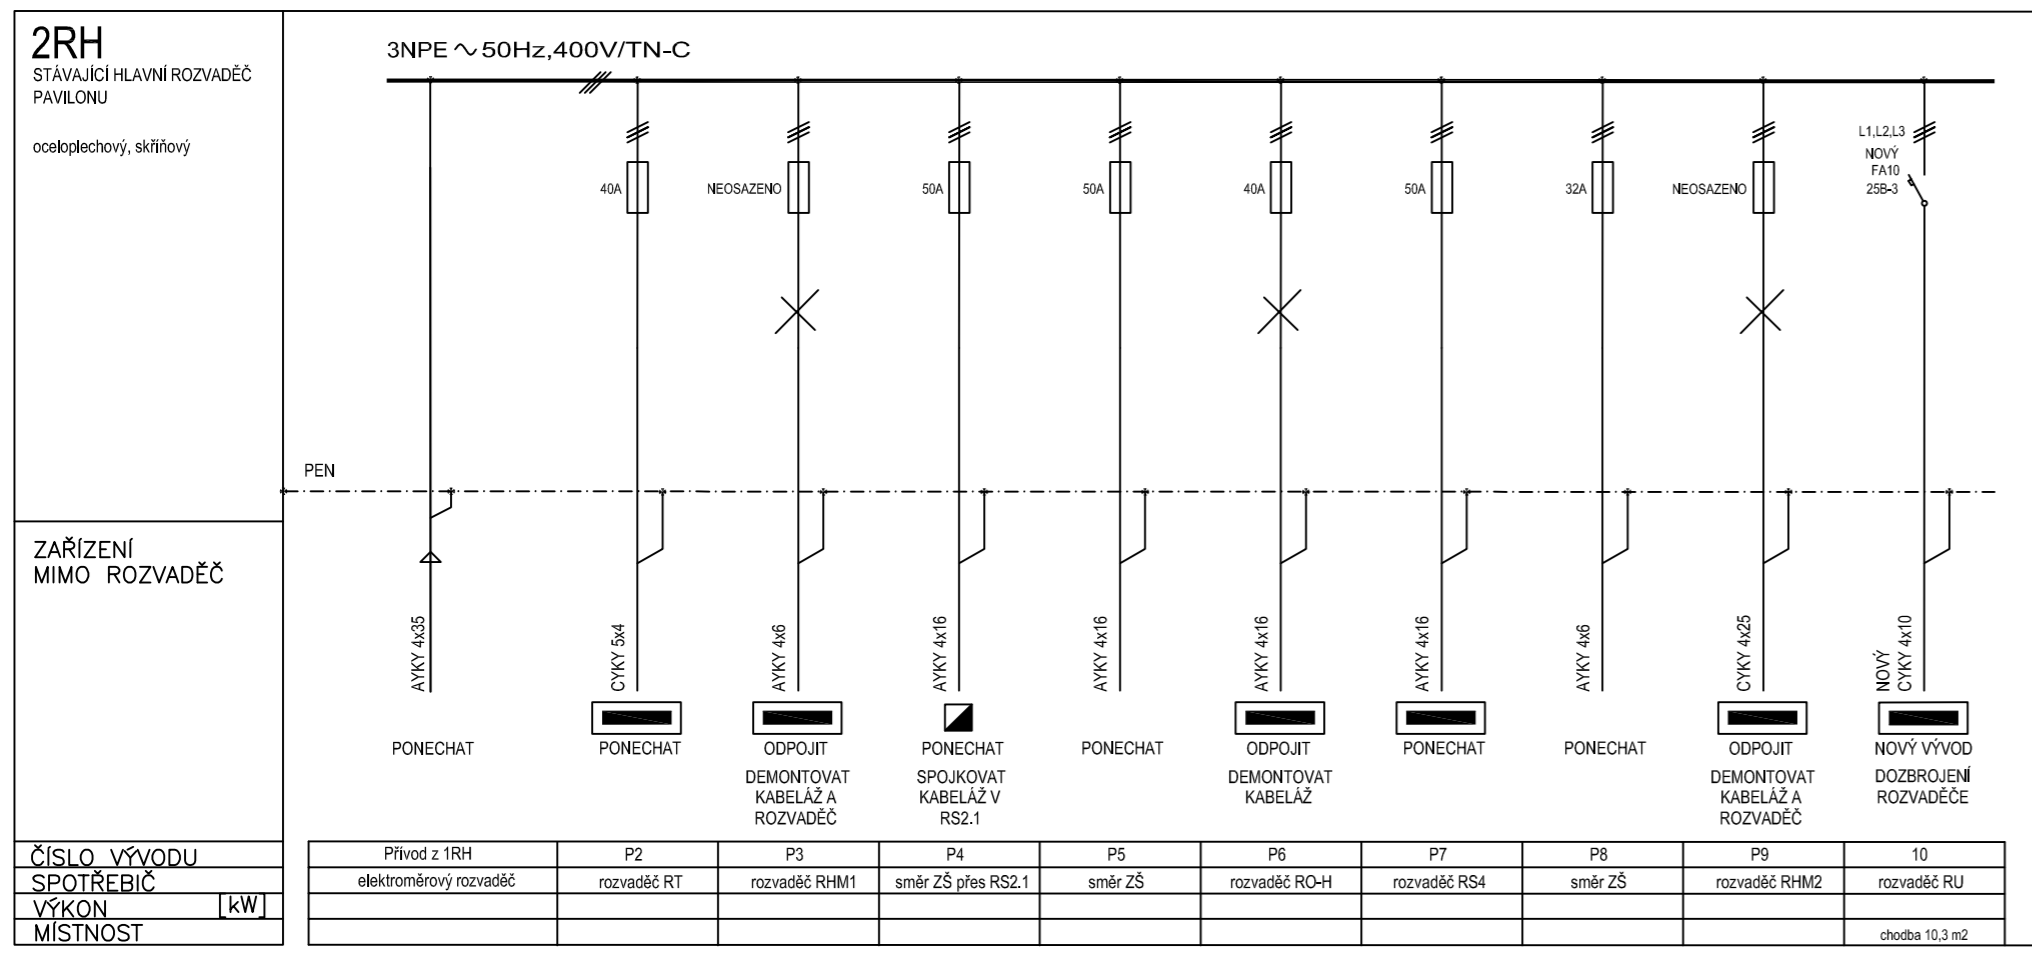 2RH
STÁVAJÍCÍ HLAVNÍ ROZVADĚČ
PAVILONU
oceloplechový, skříňový
3NPE ~ 50Hz,400V/TN-C
40A
NEOSAZENO
50A
50A
40A
50A
32A
NEOSAZENO
L1,L2,L3
NOVÝ
FA10
25B-3
PEN
ZAŘÍZENÍ
MIMO ROZVADĚČ
AYKY 4x35
CYKY 5x4
AYKY 4x6
AYKY 4x16
AYKY 4x16
AYKY 4x16
AYKY 4x16
AYKY 4x6
CYKY 4x25
NOVÝ
CYKY 4x10
PONECHAT
PONECHAT
ODPOJIT
DEMONTOVAT
KABELÁŽ A
ROZVADĚČ
PONECHAT
SPOJKOVAT
KABELÁŽ V
RS2.1
PONECHAT
ODPOJIT
DEMONTOVAT
KABELÁŽ
PONECHAT
PONECHAT
ODPOJIT
DEMONTOVAT
KABELÁŽ A
ROZVADĚČ
NOVÝ VÝVOD
DOZBROJENÍ
ROZVADĚČE
ČÍSLO VÝVODU Přívod z 1RH P2 P3 P4 P5 P6 P7 P8 P9 10
SPOTŘEBIČ elektroměrový rozvaděč rozvaděč RT rozvaděč RHM1 směr ZŠ přes RS2.1 směr ZŠ rozvaděč RO-H rozvaděč RS4 směr ZŠ rozvaděč RHM2 rozvaděč RU
VÝKON [kW]
MÍSTNOST chodba 10,3 m2